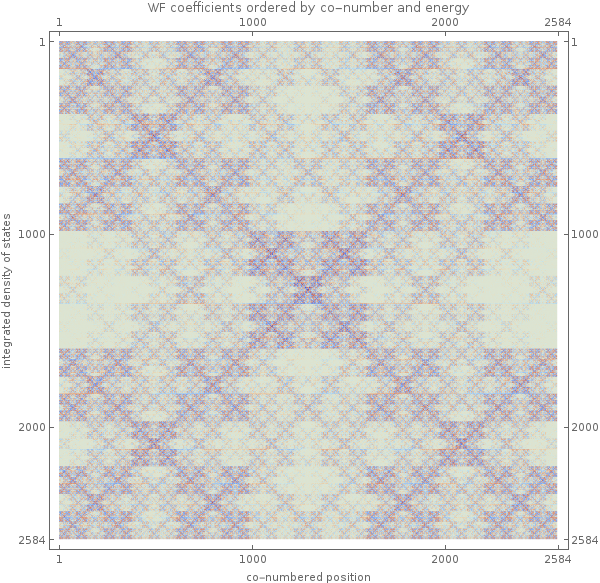 WF coefficients ordered by co-number and energy
1 1000 2000 2584
1 1
integrated density of states
1000 1000
2000 2000
2584 2584
1 1000 2000 2584
co-numbered position